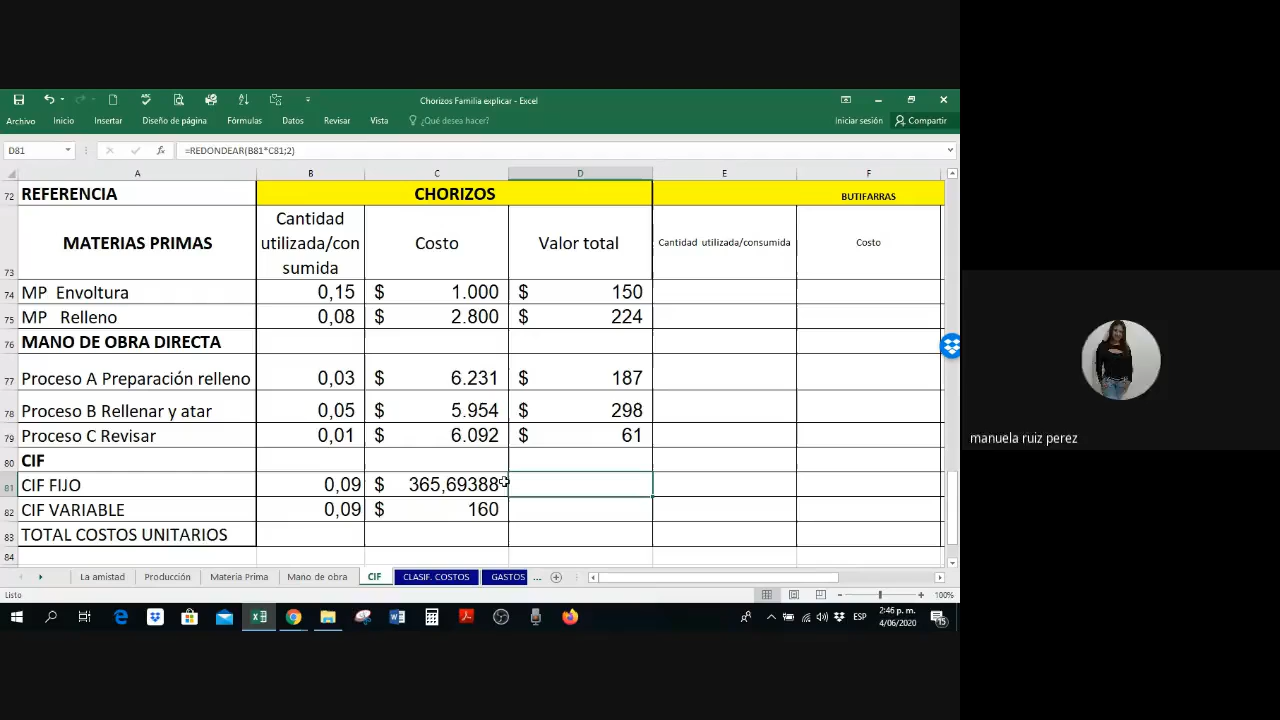 Chorizos Familia explicar - Excel
Archivo Inicio Insertar Diseño de página Fórmulas Datos Revisar Vista ¿Qué desea hacer? Iniciar sesión Compartir
D81 fx =REDONDEAR(B81*C81;2)
A B C D E F
72 REFERENCIA CHORIZOS BUTIFARRAS
73 MATERIAS PRIMAS Cantidad utilizada/con sumida Costo Valor total Cantidad utilizada/consumida Costo
74 MP Envoltura 0,15 $ 1.000 $ 150
75 MP Relleno 0,08 $ 2.800 $ 224
76 MANO DE OBRA DIRECTA
77 Proceso A Preparación relleno 0,03 $ 6.231 $ 187
78 Proceso B Rellenar y atar 0,05 $ 5.954 $ 298
79 Proceso C Revisar 0,01 $ 6.092 $ 61
80 CIF
81 CIF FIJO 0,09 $ 365,69388
82 CIF VARIABLE 0,09 $ 160
83 TOTAL COSTOS UNITARIOS
84
La amistad Producción Materia Prima Mano de obra CIF CLASIF. COSTOS GASTOS ...
Listo 100%
ESP 2:46 p. m.
4/06/2020 15
manuela ruiz perez